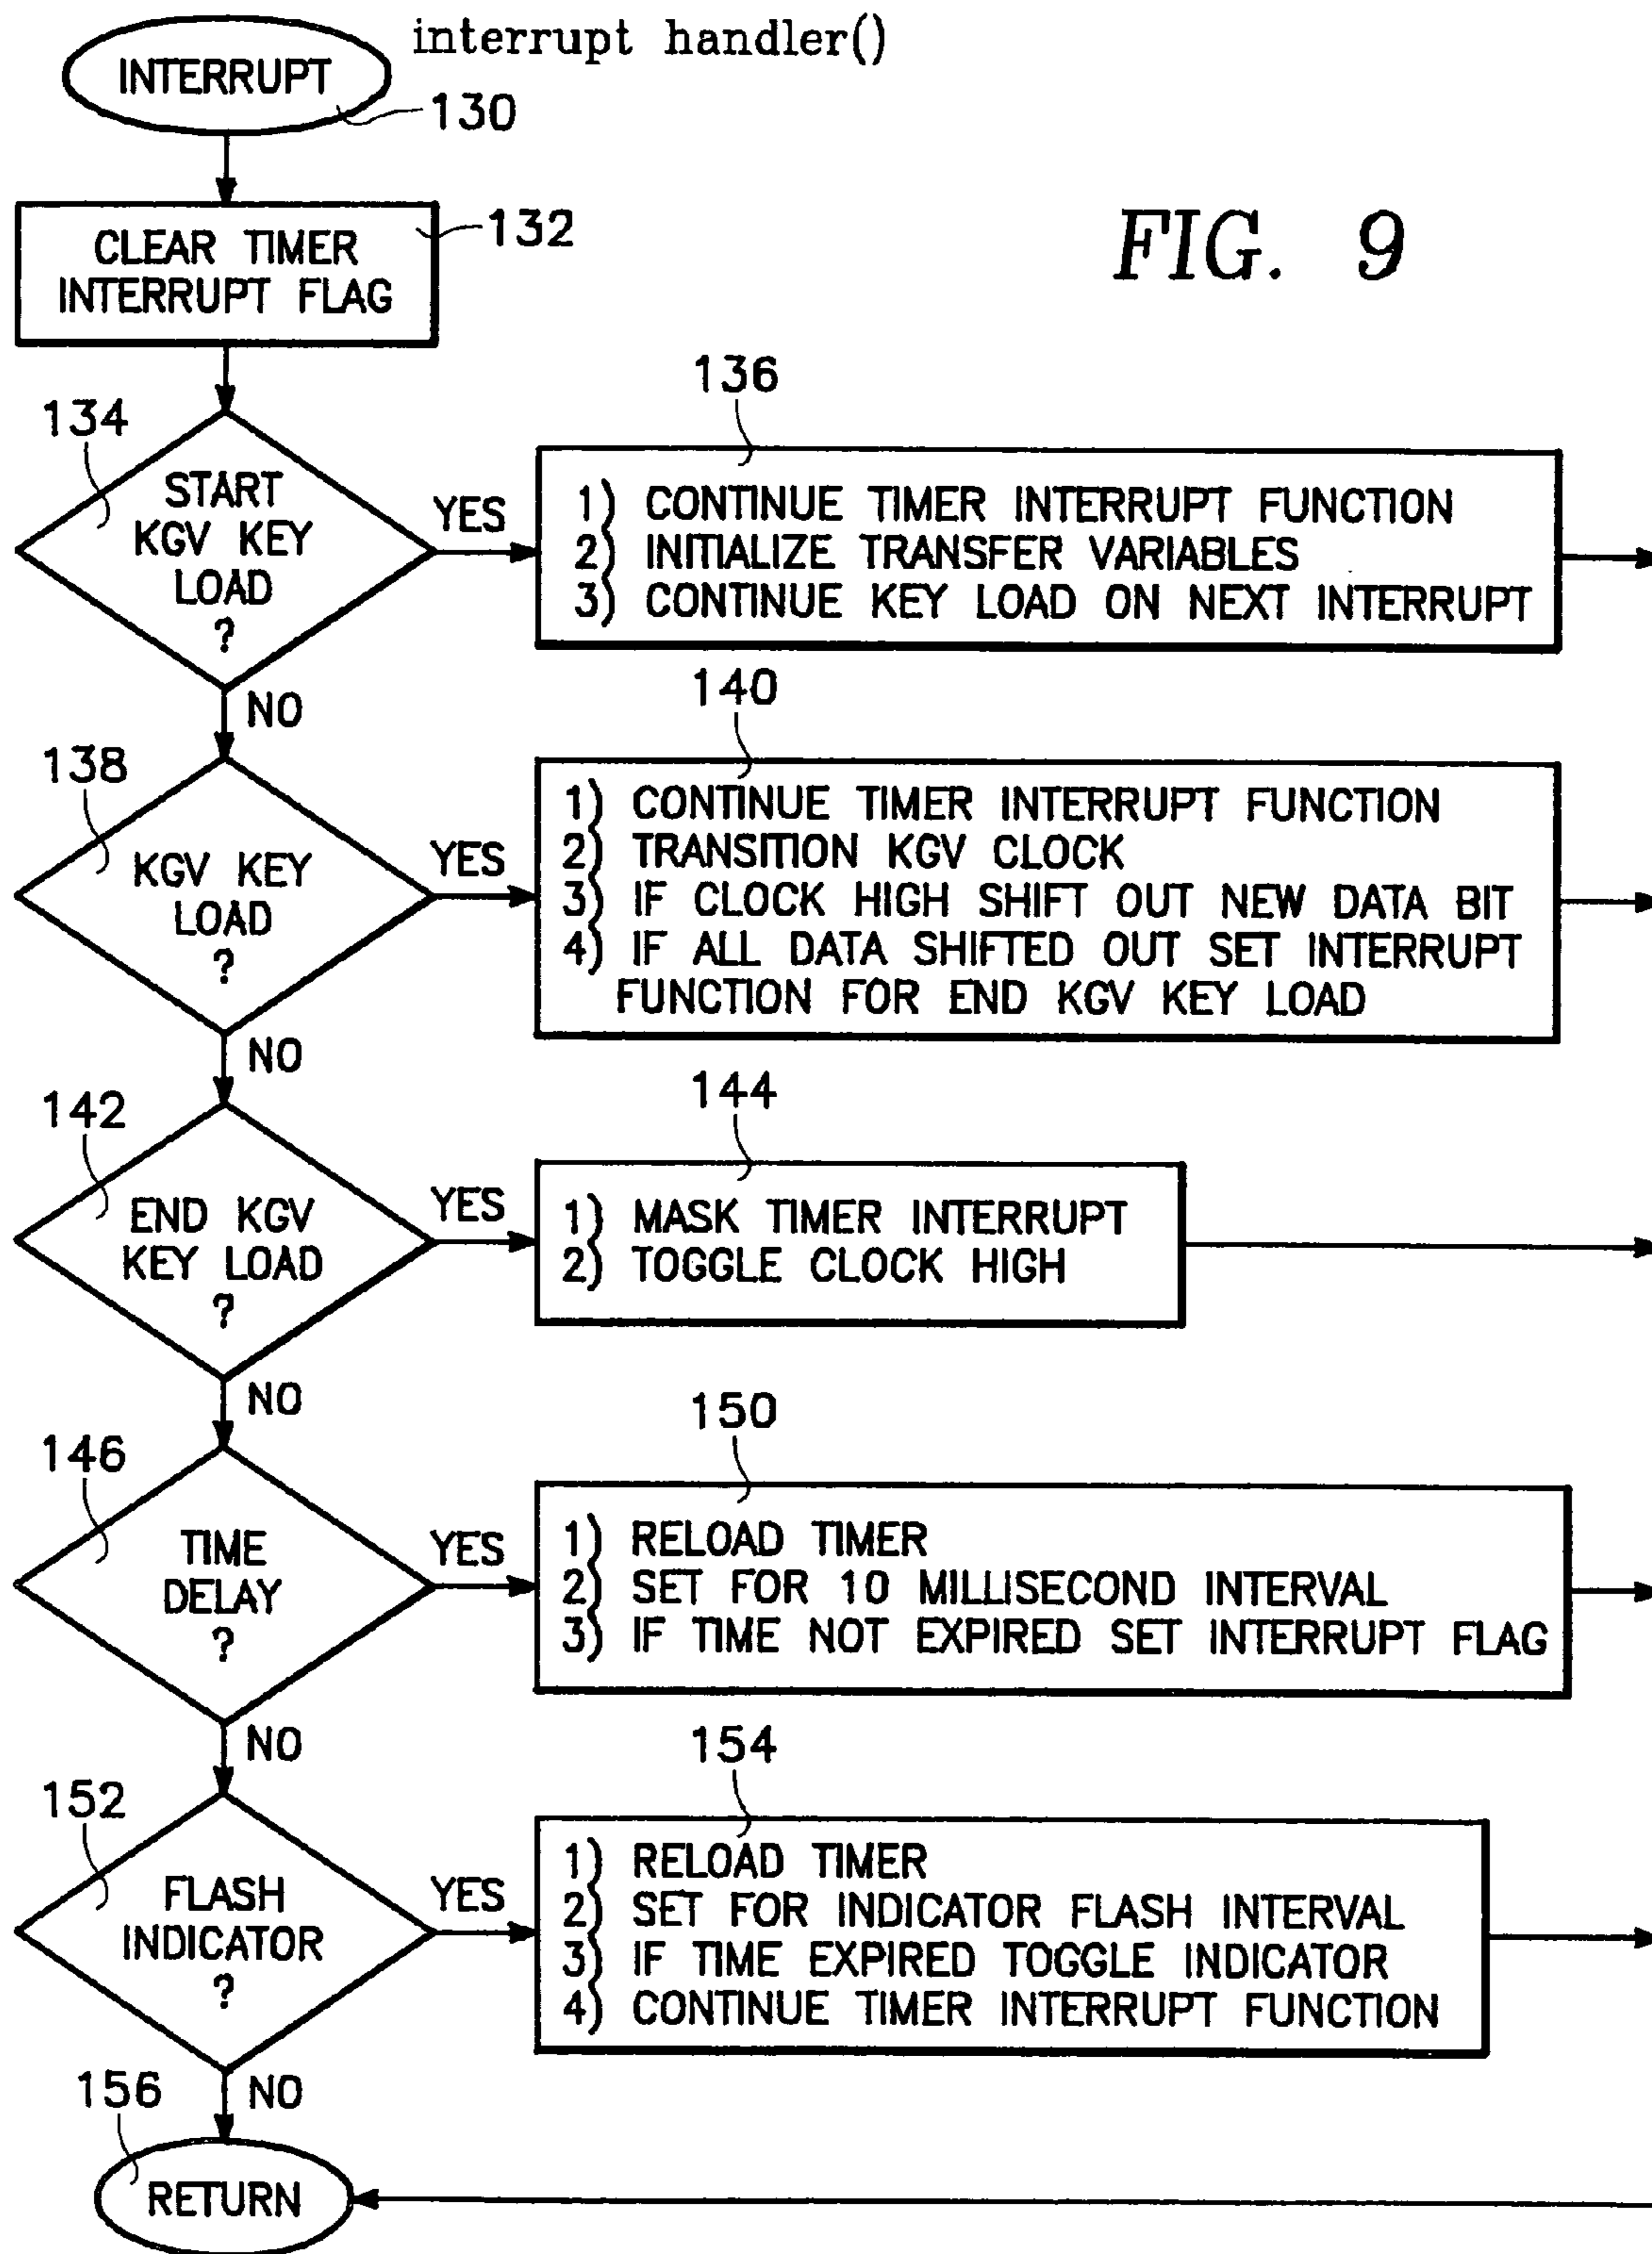 interrupt handler()
INTERRUPT
130
132
CLEAR TIMER
INTERRUPT FLAG
FIG. 9
134
START
KGV KEY
LOAD
?
YES
136
1) CONTINUE TIMER INTERRUPT FUNCTION
2) INITIALIZE TRANSFER VARIABLES
3) CONTINUE KEY LOAD ON NEXT INTERRUPT
NO
138
KGV KEY
LOAD
?
YES
140
1) CONTINUE TIMER INTERRUPT FUNCTION
2) TRANSITION KGV CLOCK
3) IF CLOCK HIGH SHIFT OUT NEW DATA BIT
4) IF ALL DATA SHIFTED OUT SET INTERRUPT
FUNCTION FOR END KGV KEY LOAD
NO
142
END KGV
KEY LOAD
?
YES
144
1) MASK TIMER INTERRUPT
2) TOGGLE CLOCK HIGH
NO
146
TIME
DELAY
?
YES
150
1) RELOAD TIMER
2) SET FOR 10 MILLISECOND INTERVAL
3) IF TIME NOT EXPIRED SET INTERRUPT FLAG
NO
152
FLASH
INDICATOR
?
YES
154
1) RELOAD TIMER
2) SET FOR INDICATOR FLASH INTERVAL
3) IF TIME EXPIRED TOGGLE INDICATOR
4) CONTINUE TIMER INTERRUPT FUNCTION
NO
156
RETURN